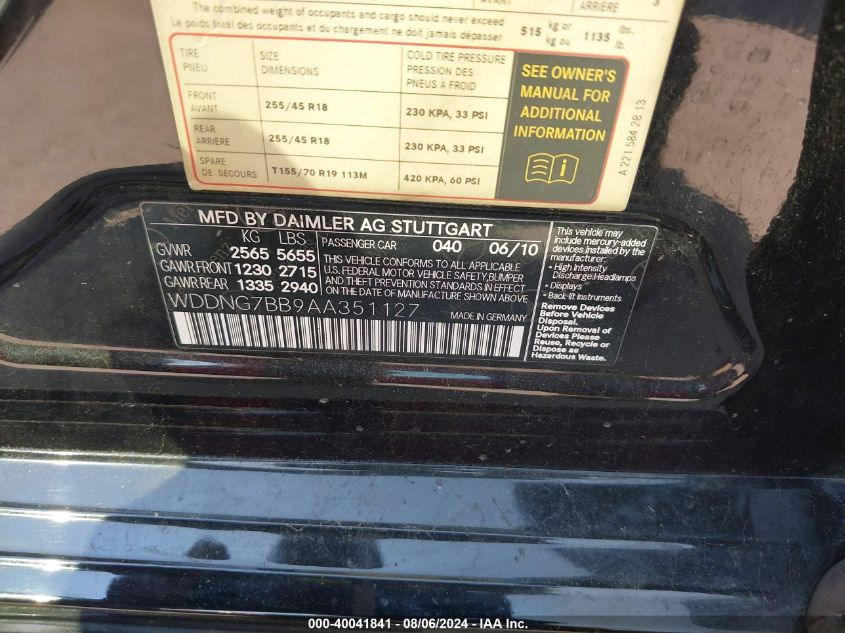 The combined weight of occupants and cargo should never exceed
Le poids total des occupants et du chargement ne doit jamais dépasser
515 kg or kg ou 1135 lbs. lb.
ARRIÈRE 3
TIRE PNEU
SIZE DIMENSIONS
COLD TIRE PRESSURE PRESSION DES PNEUS À FROID
FRONT AVANT 255/45 R18 230 KPA, 33 PSI
REAR ARRIÈRE 255/45 R18 230 KPA, 33 PSI
SPARE DE SECOURS T155/70 R19 113M 420 KPA, 60 PSI
SEE OWNER'S
MANUAL FOR
ADDITIONAL
INFORMATION
A 221 584 28 13
MFD BY DAIMLER AG STUTTGART
KG LBS
GVWR 2565 5655
GAWR FRONT 1230 2715
GAWR REAR 1335 2940
PASSENGER CAR 040 06/10
THIS VEHICLE CONFORMS TO ALL APPLICABLE
U.S. FEDERAL MOTOR VEHICLE SAFETY, BUMPER
AND THEFT PREVENTION STANDARDS IN EFFECT
ON THE DATE OF MANUFACTURE SHOWN ABOVE.
WDDNG7BB9AA351127
MADE IN GERMANY
This vehicle may
include mercury-added
devices installed by the
manufacturer:
• High Intensity
Discharge Headlamps
• Displays
• Back-lit Instruments
Remove Devices
Before Vehicle
Disposal.
Upon Removal of
Devices Please
Reuse, Recycle or
Dispose as
Hazardous Waste.
000-40041841 - 08/06/2024 - IAA Inc.